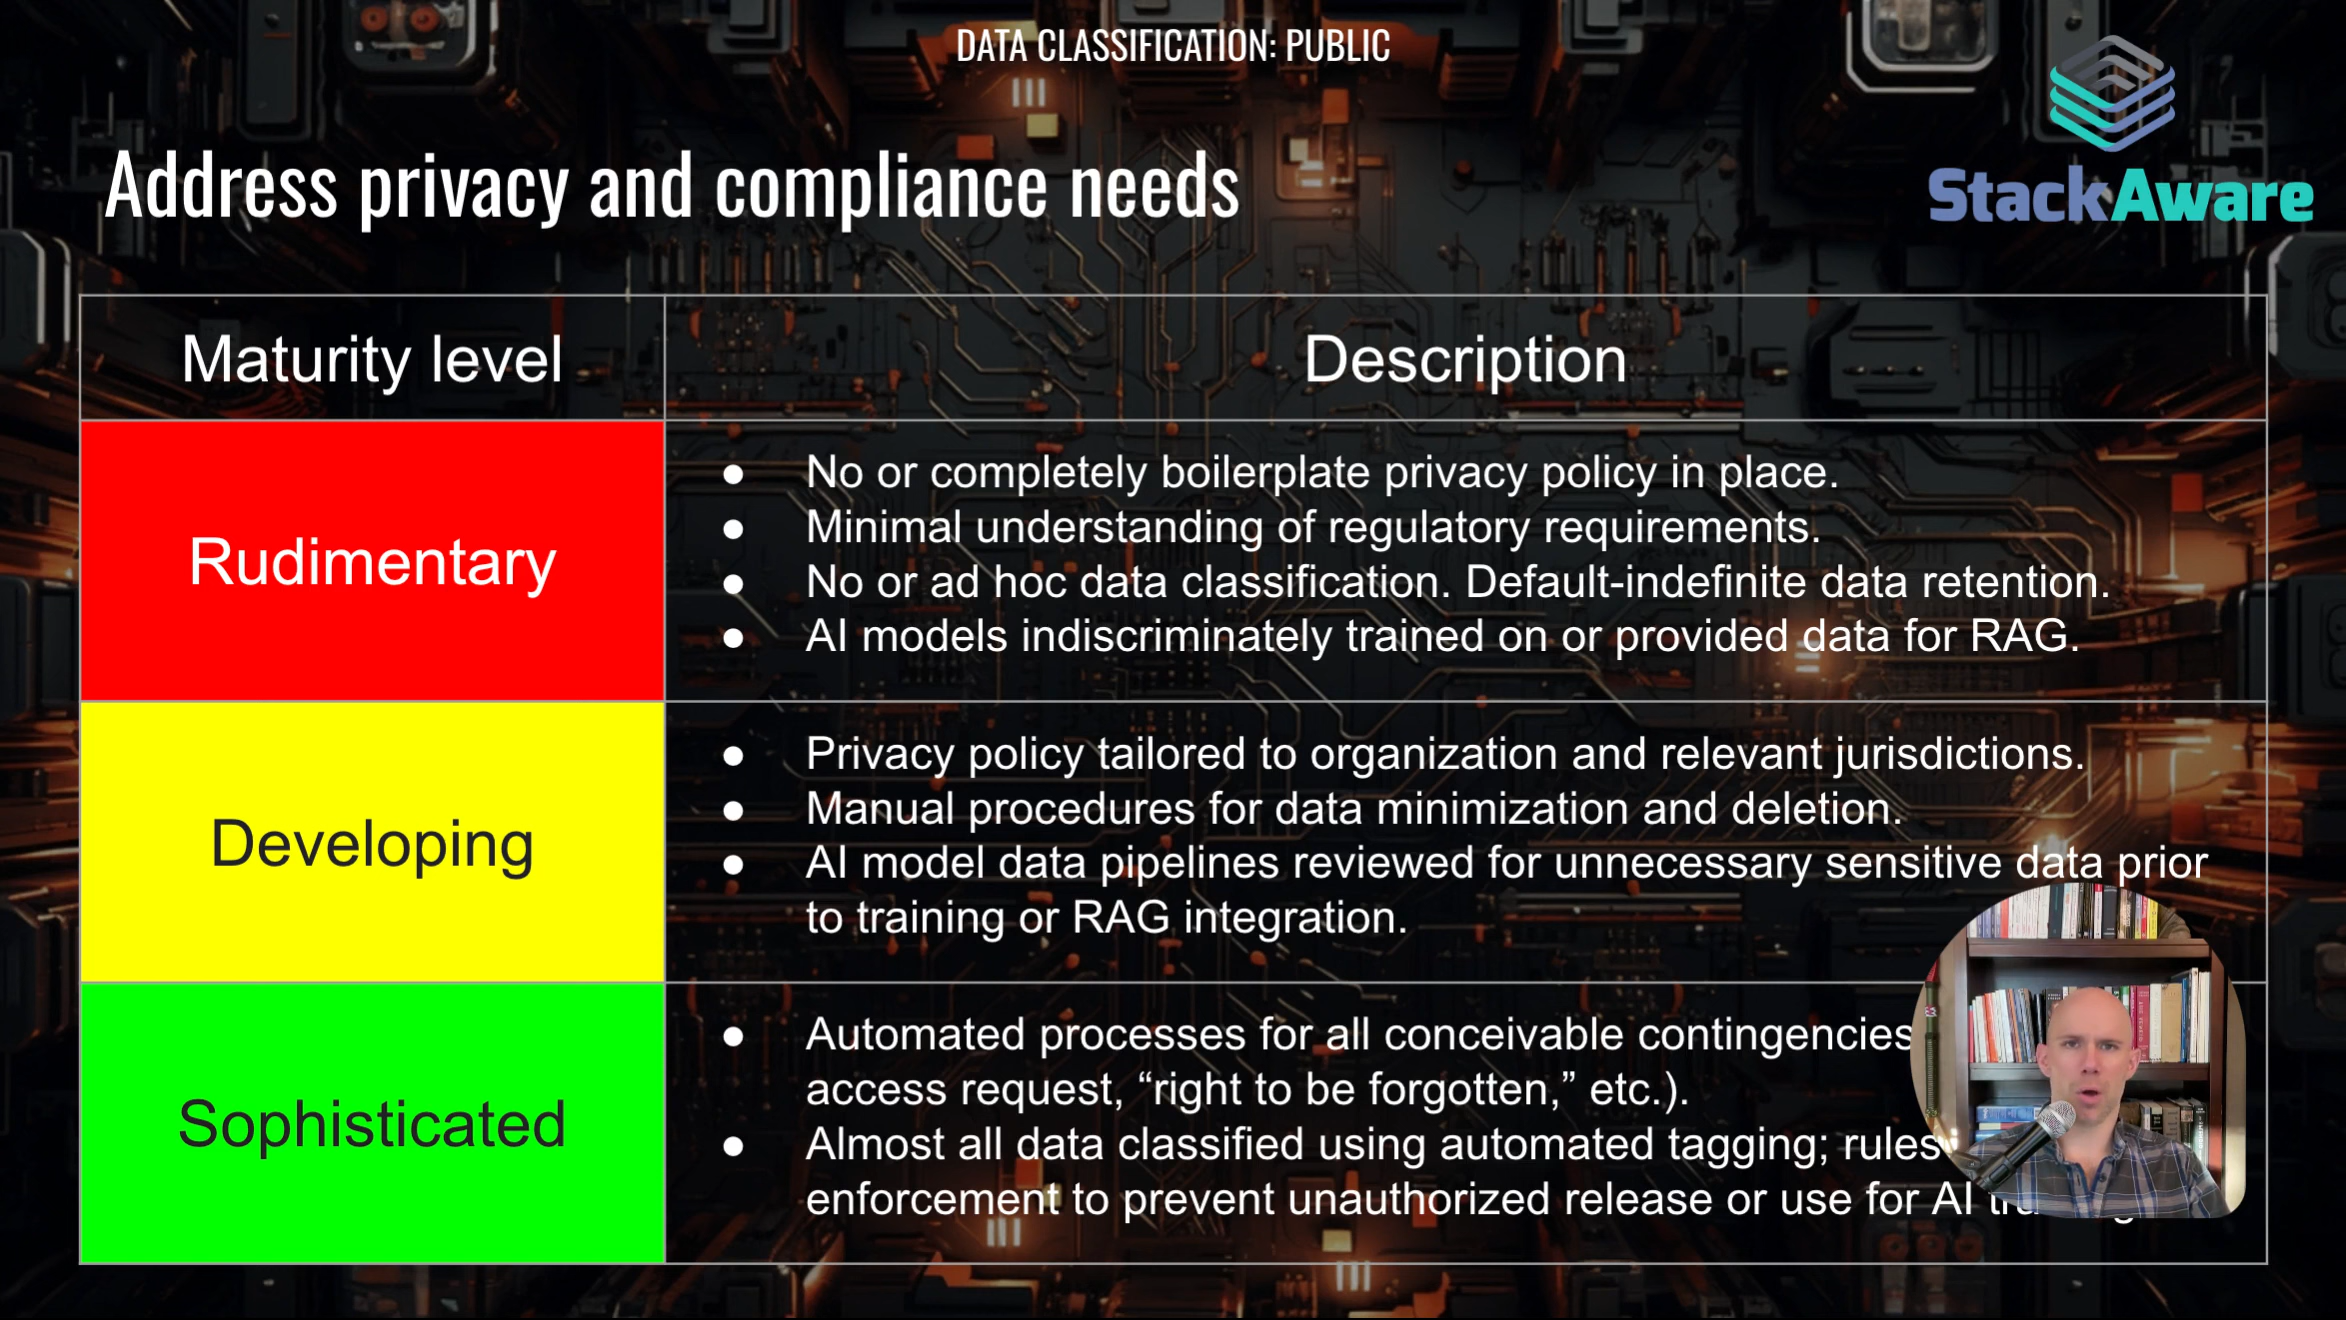 DATA CLASSIFICATION: PUBLIC
StackAware
Address privacy and compliance needs
Maturity level
Description
Rudimentary
● No or completely boilerplate privacy policy in place.
● Minimal understanding of regulatory requirements.
● No or ad hoc data classification. Default-indefinite data retention.
● AI models indiscriminately trained on or provided data for RAG.
Developing
● Privacy policy tailored to organization and relevant jurisdictions.
● Manual procedures for data minimization and deletion.
● AI model data pipelines reviewed for unnecessary sensitive data prior
to training or RAG integration.
Sophisticated
● Automated processes for all conceivable contingencies
access request, “right to be forgotten,” etc.).
● Almost all data classified using automated tagging; rules
enforcement to prevent unauthorized release or use for AI